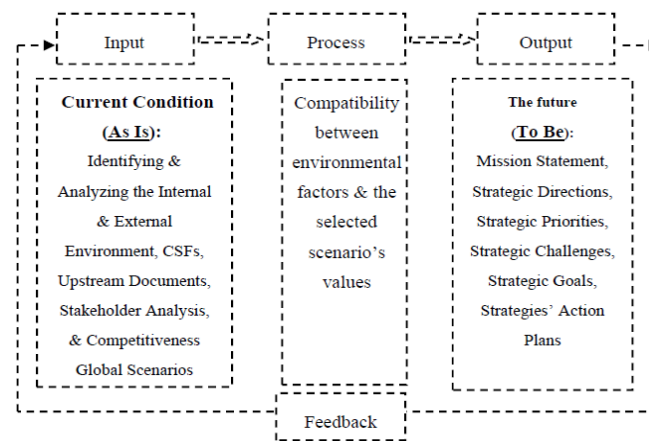 Input
Process
Output
Current Condition
(As Is):
Identifying &
Analyzing the Internal
& External
Environment, CSFs,
Upstream Documents,
Stakeholder Analysis,
& Competitiveness
Global Scenarios
Compatibility
between
environmental
factors & the
selected
scenario’s
values
The future
(To Be):
Mission Statement,
Strategic Directions,
Strategic Priorities,
Strategic Challenges,
Strategic Goals,
Strategies’ Action
Plans
Feedback